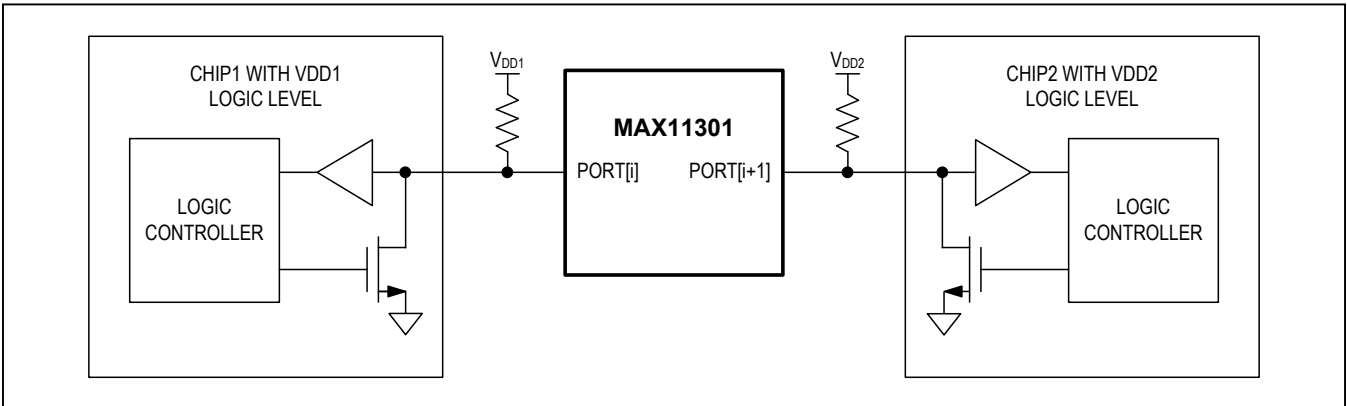 CHIP1 WITH VDD1
LOGIC LEVEL
LOGIC
CONTROLLER
VDD1
MAX11301
PORT[i] PORT[i+1]
VDD2
CHIP2 WITH VDD2
LOGIC LEVEL
LOGIC
CONTROLLER